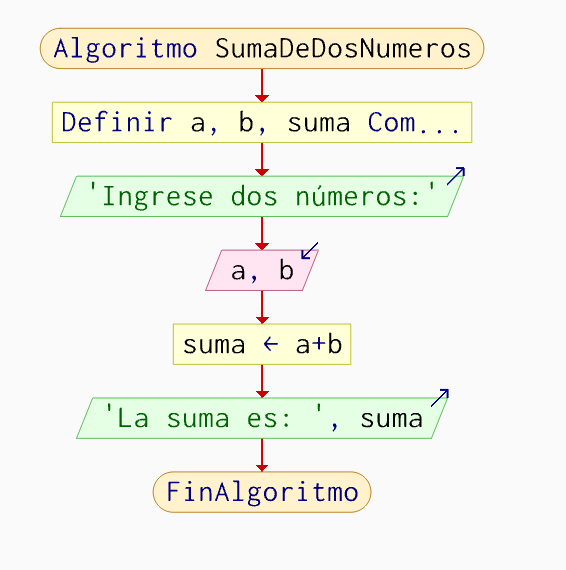 Algoritmo SumaDeDosNumeros
Definir a, b, suma Com...
'Ingrese dos números:'
a, b
suma ← a+b
'La suma es: ', suma
FinAlgoritmo